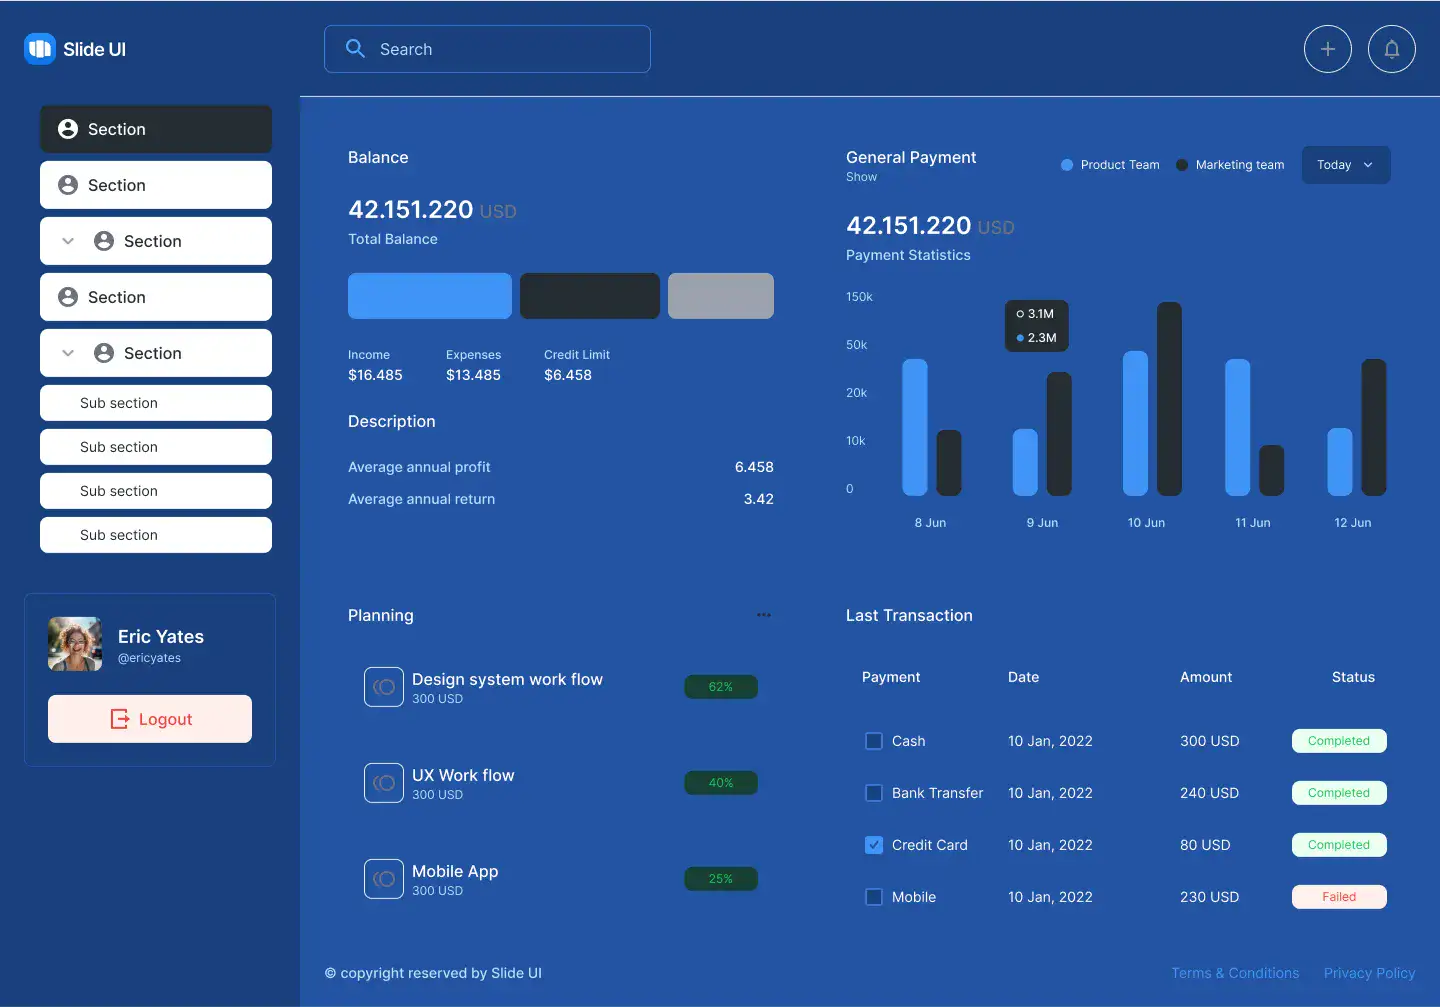 Slide UI
Search
Section
Section
Section
Section
Section
Sub section
Sub section
Sub section
Sub section
Eric Yates
@ericyates
Logout
Balance
42.151.220 USD
Total Balance
Income Expenses Credit Limit
$16.485 $13.485 $6.458
Description
Average annual profit 6.458
Average annual return 3.42
General Payment
Show
Product Team Marketing team Today
42.151.220 USD
Payment Statistics
150k
50k
20k
10k
0
3.1M
2.3M
8 Jun 9 Jun 10 Jun 11 Jun 12 Jun
Planning
Design system work flow
300 USD
62%
UX Work flow
300 USD
40%
Mobile App
300 USD
25%
Last Transaction
Payment Date Amount Status
Cash 10 Jan, 2022 300 USD Completed
Bank Transfer 10 Jan, 2022 240 USD Completed
Credit Card 10 Jan, 2022 80 USD Completed
Mobile 10 Jan, 2022 230 USD Failed
© copyright reserved by Slide UI
Terms & Conditions Privacy Policy